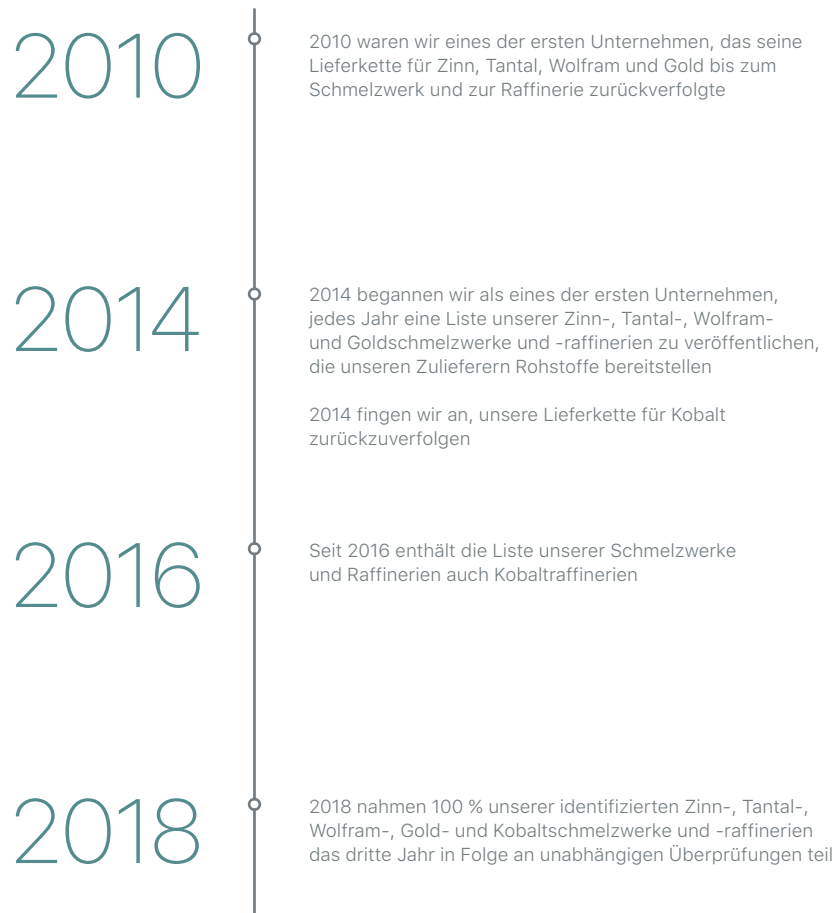 2010
2010 waren wir eines der ersten Unternehmen, das seine
Lieferkette für Zinn, Tantal, Wolfram und Gold bis zum
Schmelzwerk und zur Raffinerie zurückverfolgte
2014
2014 begannen wir als eines der ersten Unternehmen,
jedes Jahr eine Liste unserer Zinn-, Tantal-, Wolfram-
und Goldschmelzwerke und -raffinerien zu veröffentlichen,
die unseren Zulieferern Rohstoffe bereitstellen
2014 fingen wir an, unsere Lieferkette für Kobalt
zurückzuverfolgen
2016
Seit 2016 enthält die Liste unserer Schmelzwerke
und Raffinerien auch Kobaltraffinerien
2018
2018 nahmen 100 % unserer identifizierten Zinn-, Tantal-,
Wolfram-, Gold- und Kobaltschmelzwerke und -raffinerien
das dritte Jahr in Folge an unabhängigen Überprüfungen teil